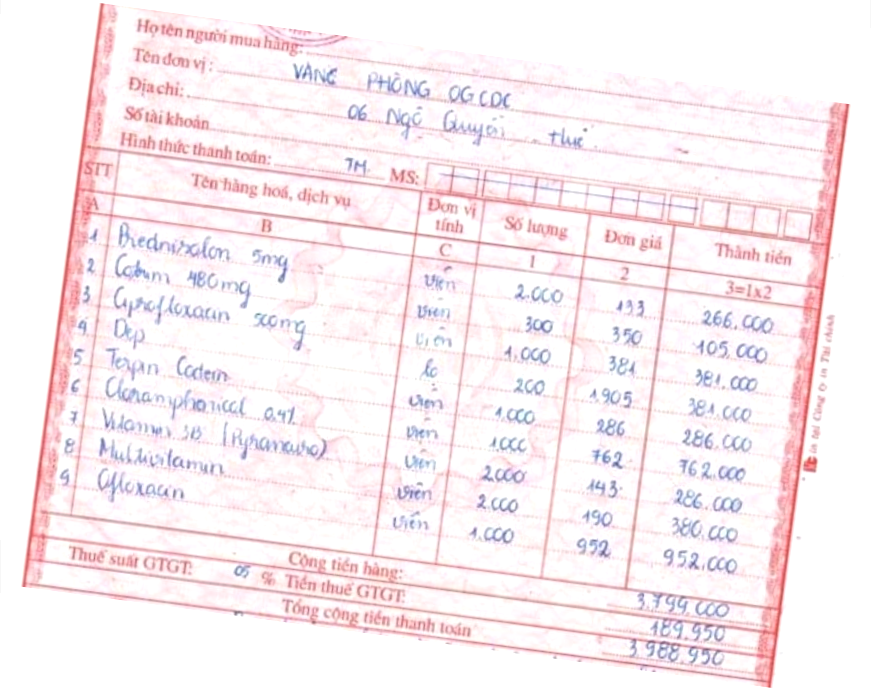 Họ tên người mua hàng:
Tên đơn vị: VĂNG PHÒNG OGCDC
Địa chỉ: 06 Ngô Quyền Huế
Số tài khoản
Hình thức thanh toán: TM. MS:
STT Tên hàng hoá, dịch vụ Đơn vị tính Số lượng Đơn giá Thành tiền
A B C 1 2 3=1x2
1 Prednisolon 5mg viên 2.000 133 266.000
2 Cotrim 480mg viên 300 350 105.000
3 Ciprofloxacin 500mg viên 1.000 381 381.000
4 Dep lo 200 1905 381.000
5 Terpin Codein viên 1.000 286 286.000
6 Cloramphenical 0.4% viên 1.000 762 762.000
7 Vitamin 3B viên 2000 143 286.000
8 Multivitamin viên 2.000 190 380.000
9 Ofloxacin viên 1.000 952 952.000
Cộng tiền hàng: 3.799.000
Thuế suất GTGT: 05 % Tiền thuế GTGT: 189.950
Tổng cộng tiền thanh toán 3.988.950
in tại Công ty in Tài chính